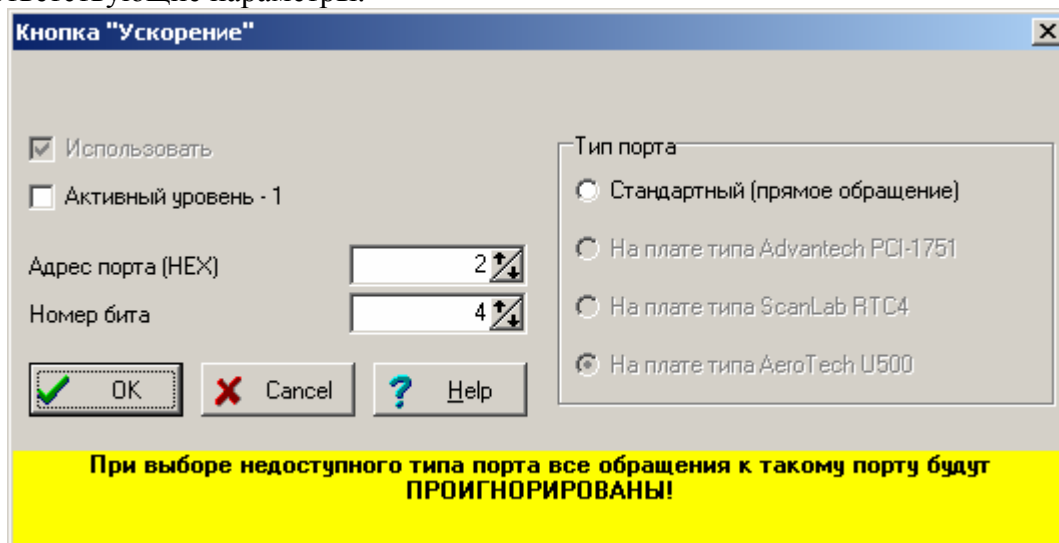 Кнопка "Ускорение"
Использовать
Активный уровень - 1
Адрес порта (HEX)
2
Номер бита
4
OK
Cancel
Help
Тип порта
Стандартный (прямое обращение)
На плате типа Advantech PCI-1751
На плате типа ScanLab RTC4
На плате типа AeroTech U500
При выборе недоступного типа порта все обращения к такому порту будут
ПРОИГНОРИРОВАНЫ!